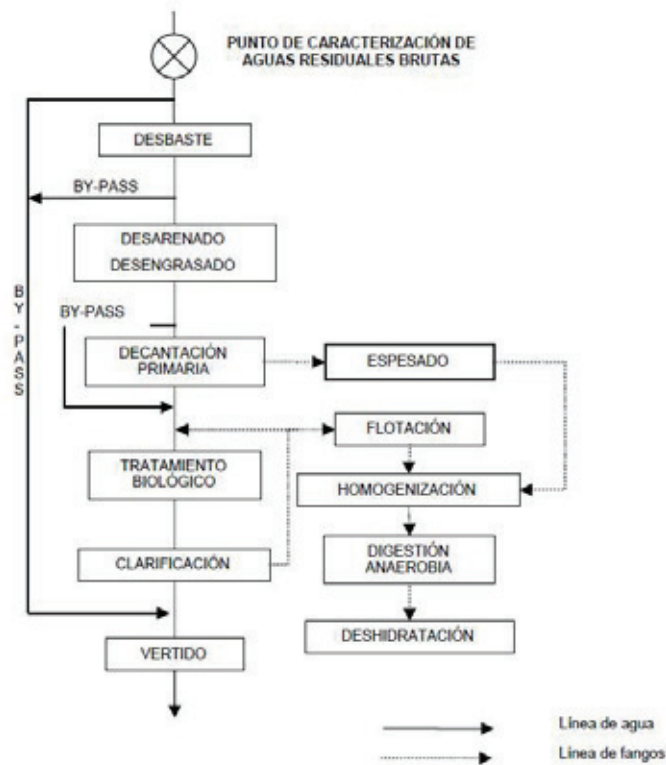 PUNTO DE CARACTERIZACIÓN DE
AGUAS RESIDUALES BRUTAS
DESBASTE
BY-PASS
DESARENADO
DESENGRASADO
BY-PASS
BY-PASS
DECANTACIÓN
PRIMARIA
ESPESADO
FLOTACIÓN
TRATAMIENTO
BIOLÓGICO
HOMOGENIZACIÓN
CLARIFICACIÓN
DIGESTIÓN
ANAEROBIA
DESHIDRATACIÓN
VERTIDO
Línea de agua
Línea de fangos